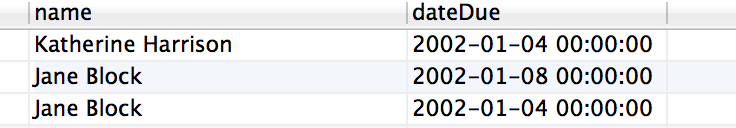 name dateDue
Katherine Harrison 2002-01-04 00:00:00
Jane Block 2002-01-08 00:00:00
Jane Block 2002-01-04 00:00:00